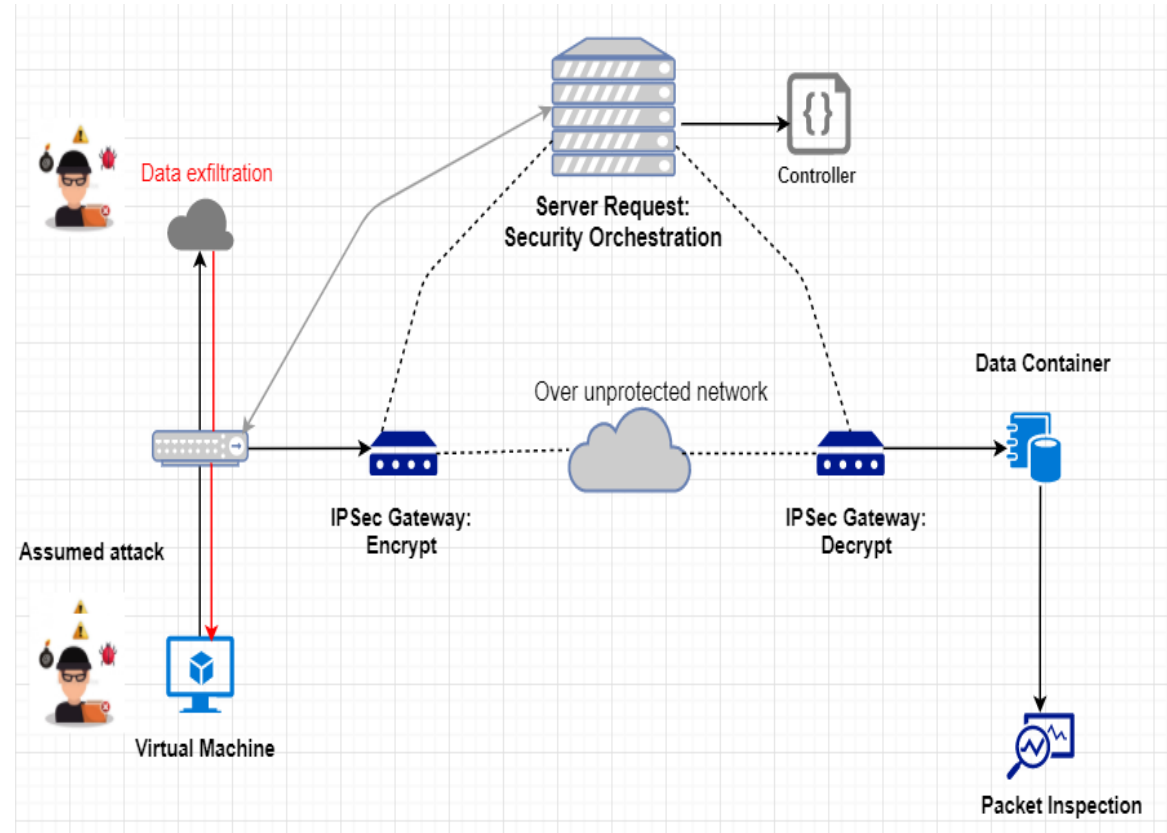 Data exfiltration
Controller
Server Request:
Security Orchestration
Over unprotected network
Data Container
IPSec Gateway:
Encrypt
IPSec Gateway:
Decrypt
Assumed attack
Virtual Machine
Packet Inspection